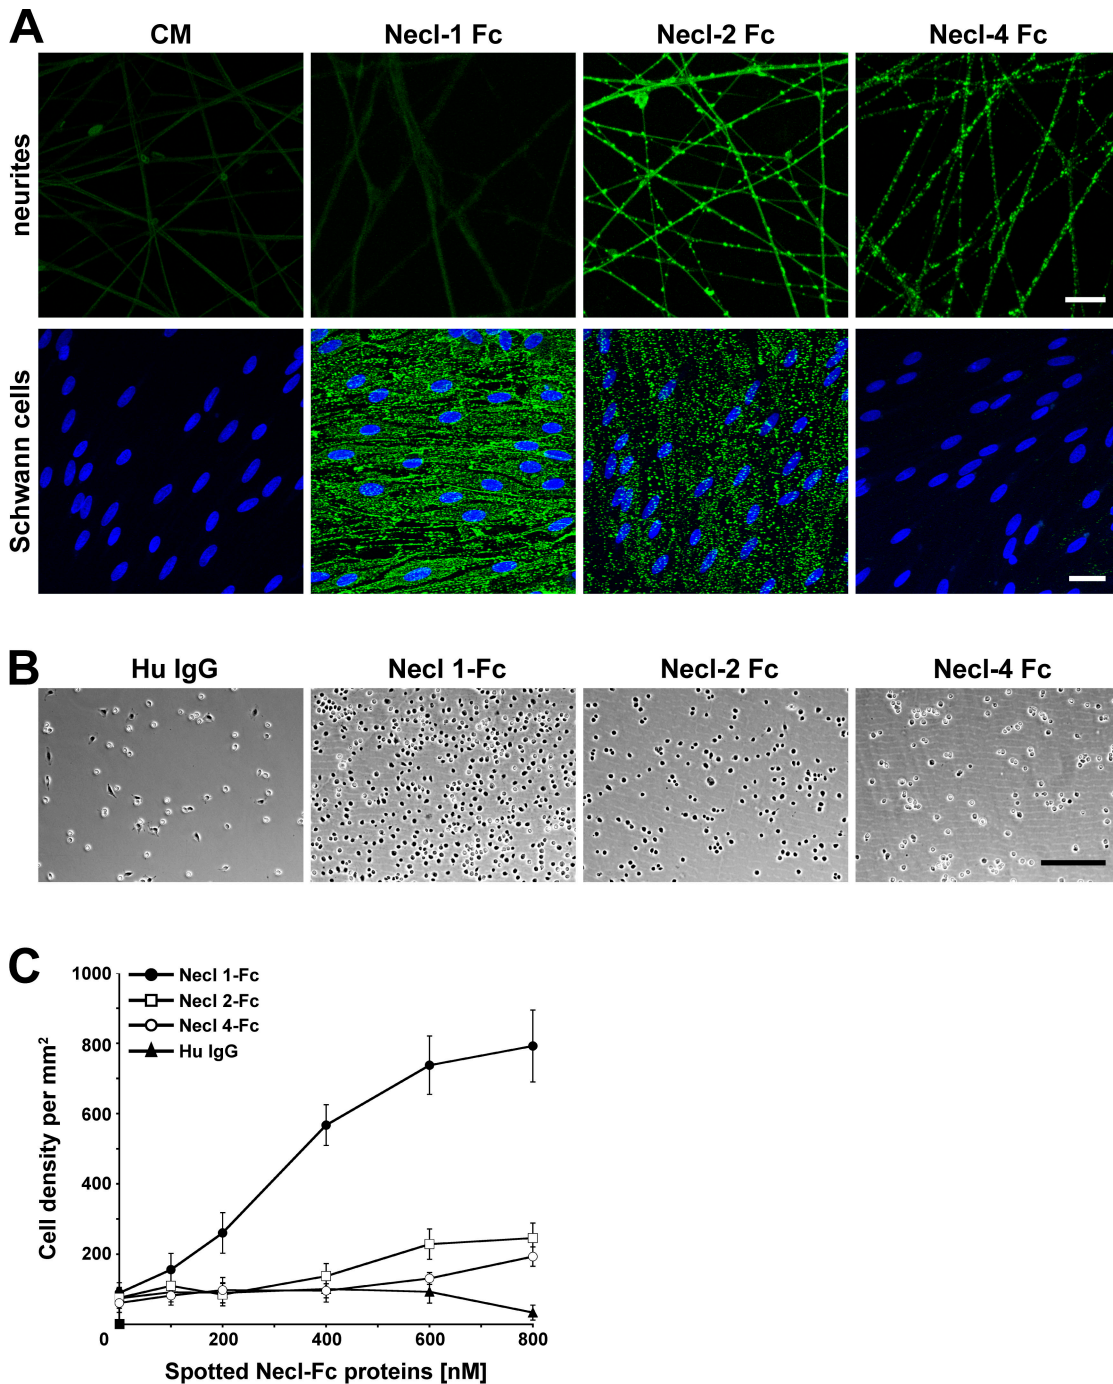 A
CM Necl-1 Fc Necl-2 Fc Necl-4 Fc
neurites
Schwann cells
B
Hu IgG Necl 1-Fc Necl-2 Fc Necl-4 Fc
C
1000
800
600
400
200
0 200 400 600 800
Necl 1-Fc
Necl 2-Fc
Necl 4-Fc
Hu IgG
Cell density per mm²
Spotted Necl-Fc proteins [nM]